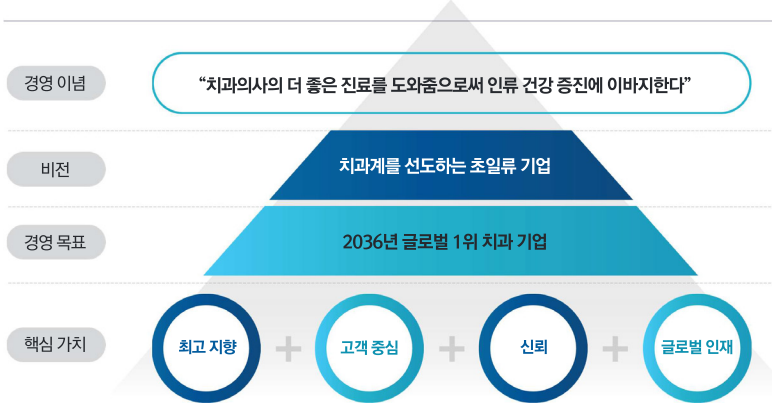 경영 이념
“치과의사의 더 좋은 진료를 도와줌으로써 인류 건강 증진에 이바지한다”
비전
치과계를 선도하는 초일류 기업
경영 목표
2036년 글로벌 1위 치과 기업
핵심 가치
최고 지향
+
고객 중심
+
신뢰
+
글로벌 인재